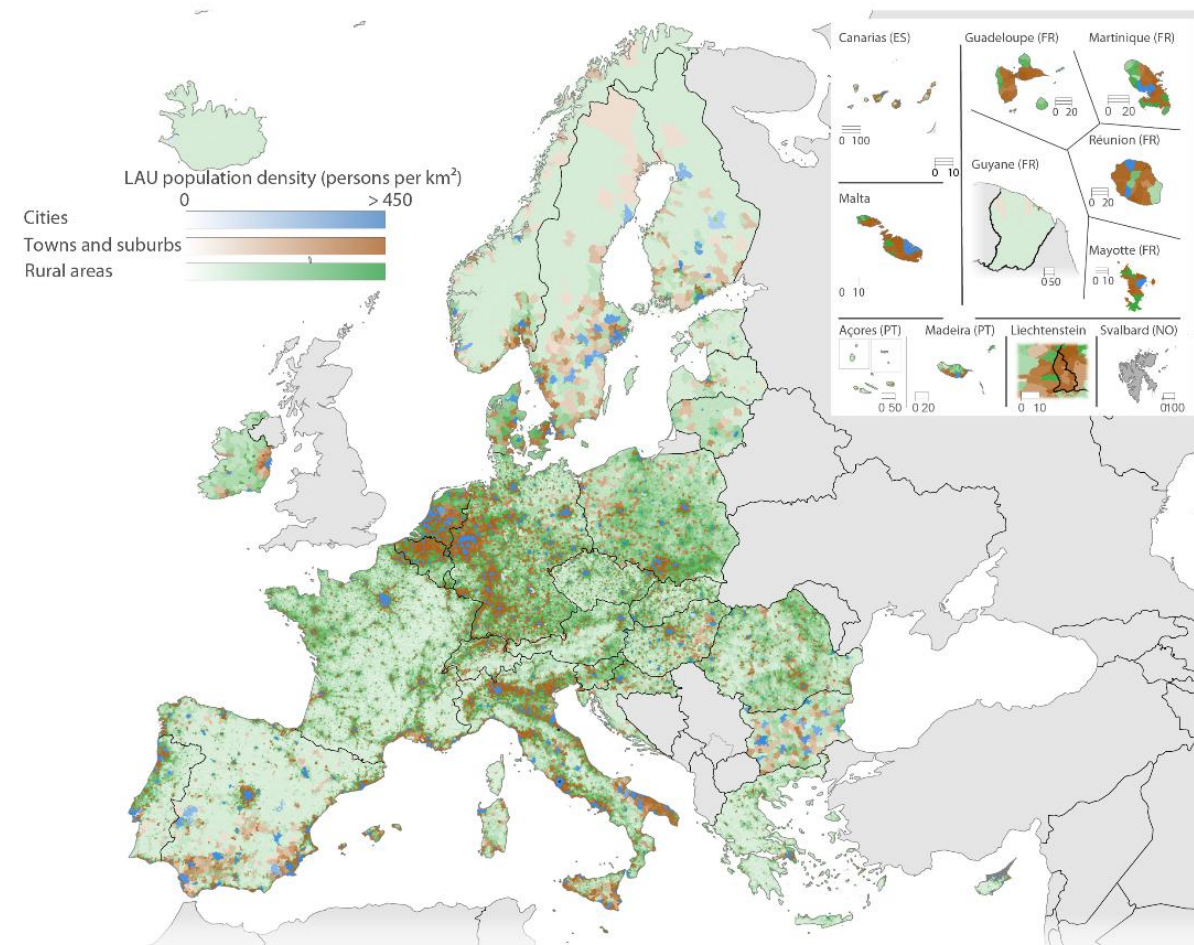 LAU population density (persons per km²)
0 >450
Cities
Towns and suburbs
Rural areas
Canarias (ES)
0 100
0 10
Guadeloupe (FR)
0 20
Martinique (FR)
0 20
Guyane (FR)
0 50
Réunion (FR)
0 20
Malta
0 10
Mayotte (FR)
0 10
Açores (PT)
0 50
Madeira (PT)
0 20
Liechtenstein
0 10
Svalbard (NO)
0100